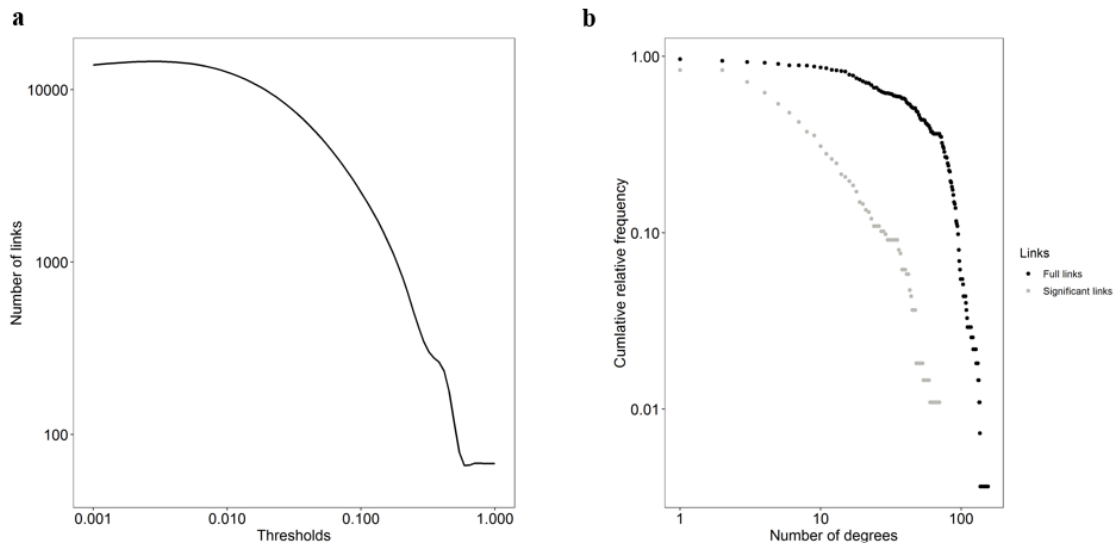 a
10000
1000
100
Number of links
0.001
0.010
0.100
1.000
Thresholds
b
1.00
0.10
0.01
Cumlative relative frequency
1
10
100
Number of degrees
Links
Full links
Significant links